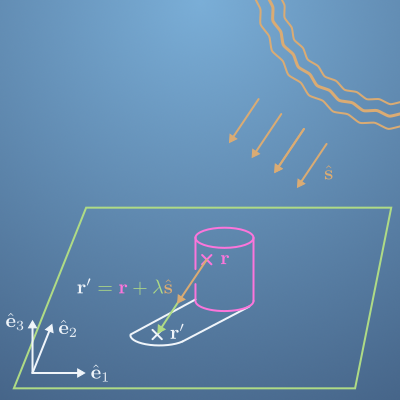 ŝ
r
r′ = r + λŝ
r′
ê₃
ê₂
ê₁